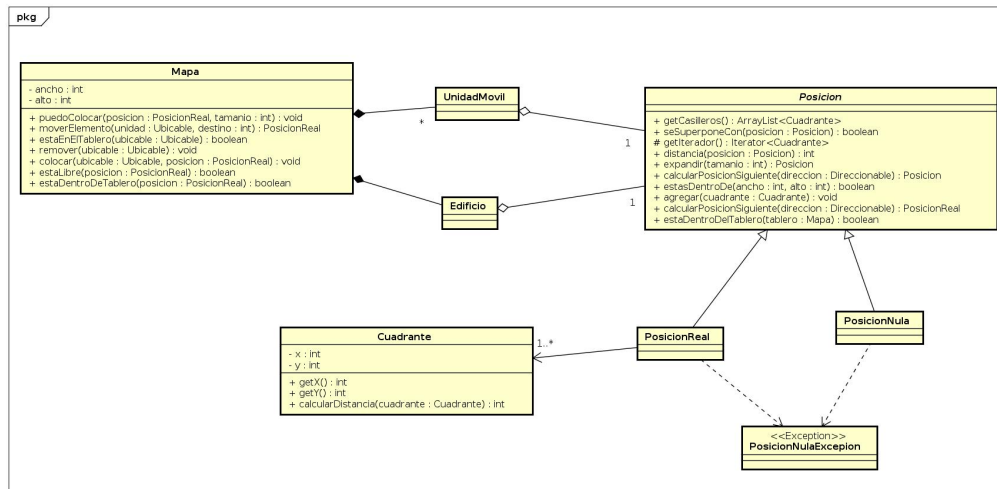 pkg
Mapa
- ancho : int
- alto : int
+ puedoColocar(posicion : PosicionReal, tamanio : int) : void
+ moverElemento(unidad : Ubicable, destino : int) : PosicionReal
+ estaEnElTablero(ubicable : Ubicable) : boolean
+ remover(ubicable : Ubicable) : void
+ colocar(ubicable : Ubicable, posicion : PosicionReal) : void
+ estaLibre(posicion : PosicionReal) : boolean
+ estaDentroDeTablero(posicion : PosicionReal) : boolean
UnidadMovil
*
1
Edificio
1
Posicion
+ getCasilleros() : ArrayList<Cuadrante>
+ seSuperponeCon(posicion : Posicion) : boolean
# getIterador() : Iterator<Cuadrante>
+ distancia(posicion : Posicion) : int
+ expandir(tamanio : int) : Posicion
+ calcularPosicionSiguiente(direccion : Direccionable) : Posicion
+ estasDentroDe(ancho : int, alto : int) : boolean
+ agregar(cuadrante : Cuadrante) : void
+ calcularPosicionSiguiente(direccion : Direccionable) : PosicionReal
+ estaDentroDelTablero(tablero : Mapa) : boolean
Cuadrante
- x : int
- y : int
+ getX() : int
+ getY() : int
+ calcularDistancia(cuadrante : Cuadrante) : int
1..*
PosicionReal
PosicionNula
<<Exception>>
PosicionNulaExcepion